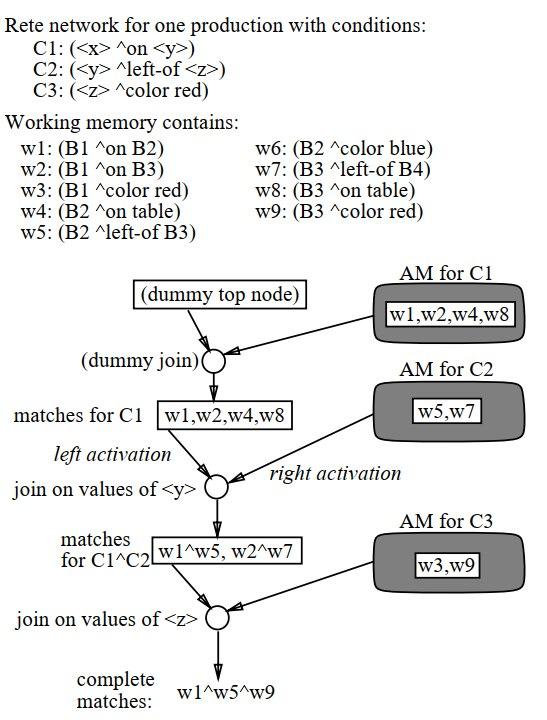 Rete network for one production with conditions:
C1: (<x> ^on <y>)
C2: (<y> ^left-of <z>)
C3: (<z> ^color red)
Working memory contains:
w1: (B1 ^on B2)
w2: (B1 ^on B3)
w3: (B1 ^color red)
w4: (B2 ^on table)
w5: (B2 ^left-of B3)
w6: (B2 ^color blue)
w7: (B3 ^left-of B4)
w8: (B3 ^on table)
w9: (B3 ^color red)
AM for C1
(dummy top node)
w1,w2,w4,w8
(dummy join)
AM for C2
matches for C1
w1,w2,w4,w8
w5,w7
left activation
right activation
join on values of <y>
AM for C3
matches
for C1^C2
w1^w5, w2^w7
w3,w9
join on values of <z>
complete
matches:
w1^w5^w9